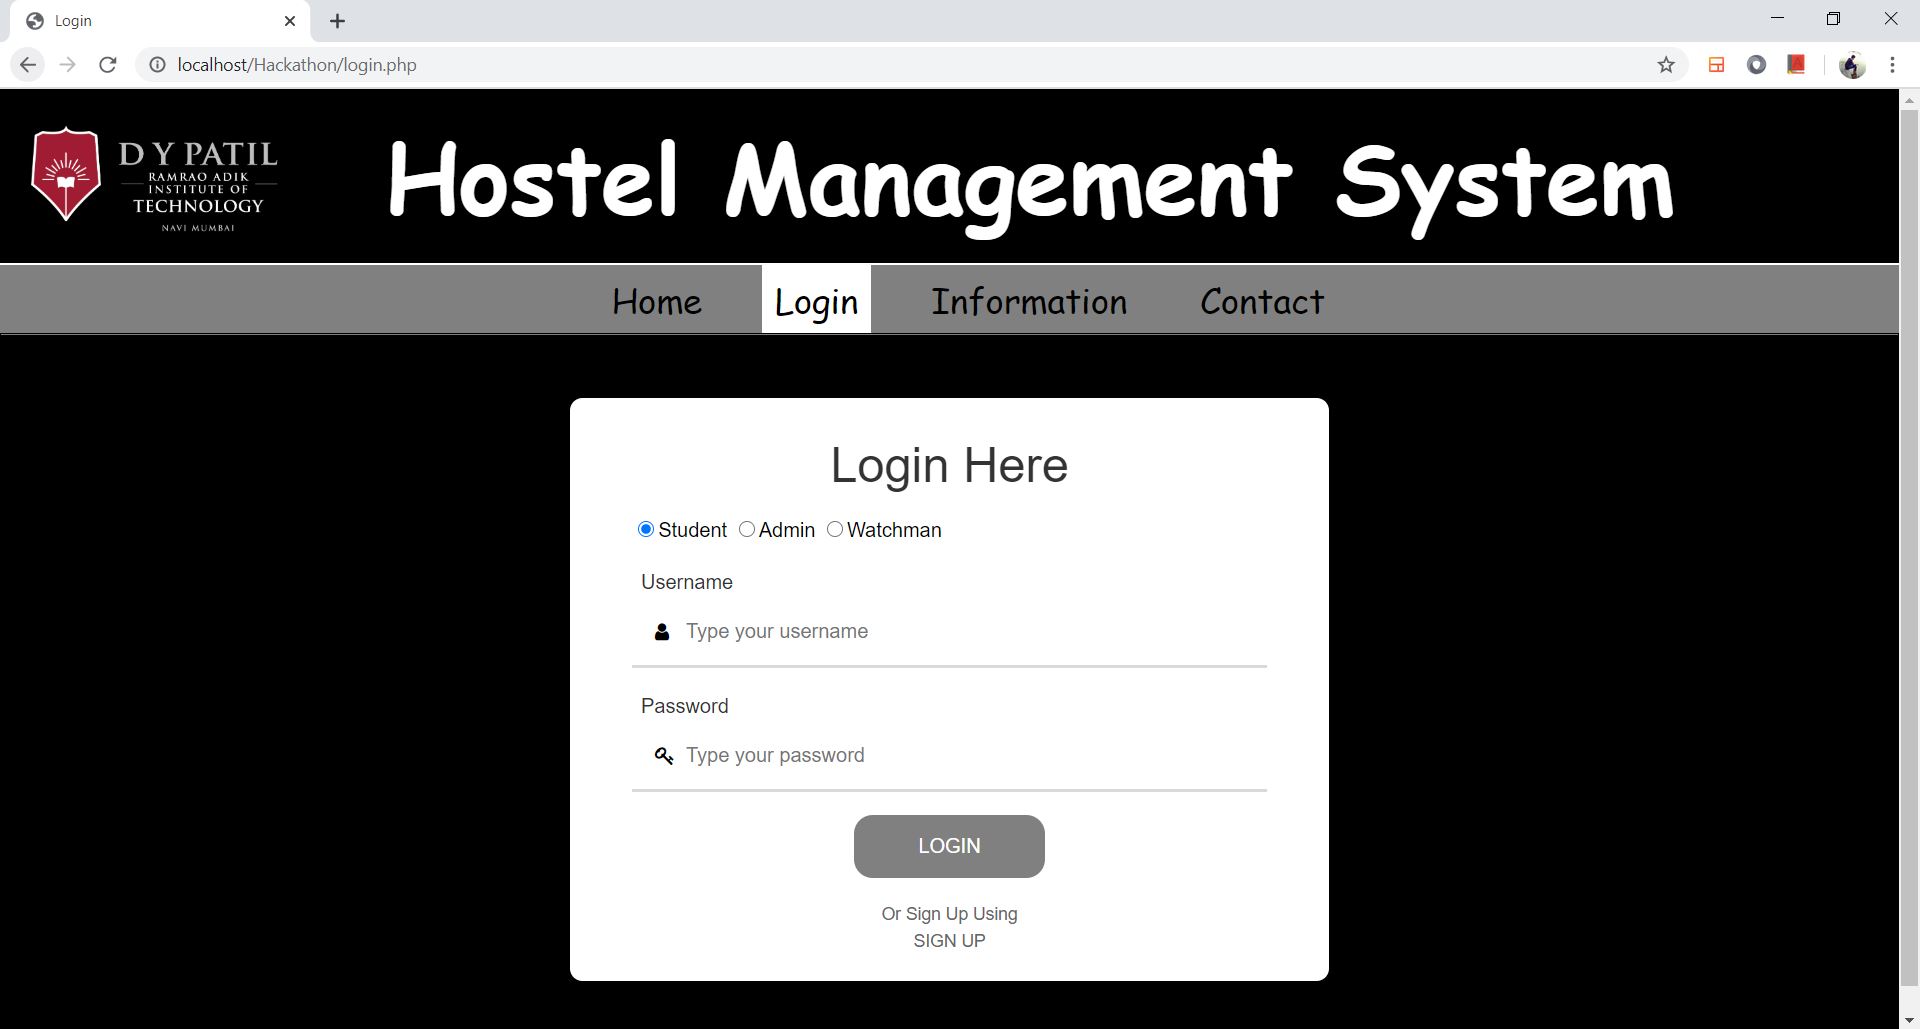 Login
localhost/Hackathon/login.php
D Y PATIL
RAMRAO ADIK
INSTITUTE OF
TECHNOLOGY
NAVI MUMBAI
Hostel Management System
Home Login Information Contact
Login Here
Student Admin Watchman
Username
Type your username
Password
Type your password
LOGIN
Or Sign Up Using
SIGN UP